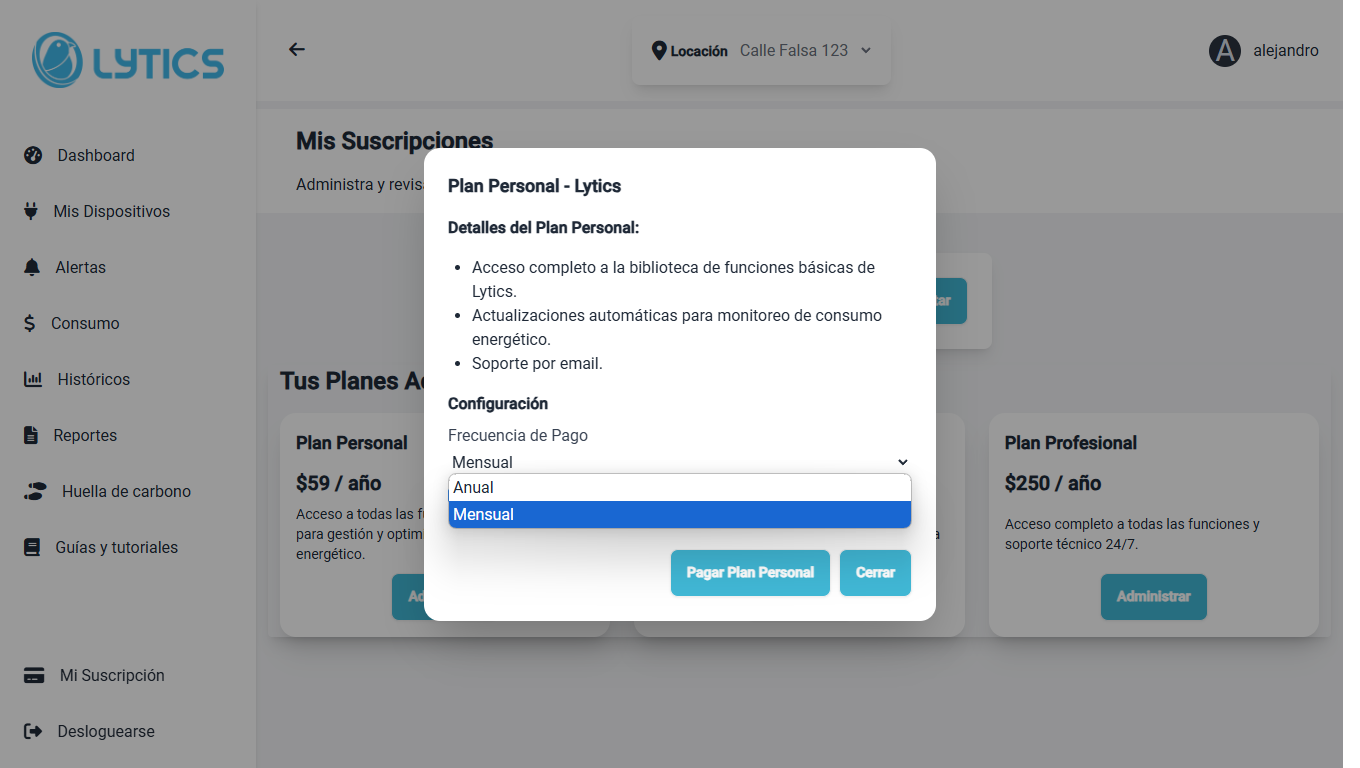 LYTICS
Locación Calle Falsa 123
A alejandro
Dashboard
Mis Dispositivos
Alertas
Consumo
Históricos
Reportes
Huella de carbono
Guías y tutoriales
Mi Suscripción
Desloguearse
Mis Suscripciones
Administra y
Tus Planes
Plan Personal
$59 / año
Acceso a todas las
para gestión y
energético.
Plan Profesional
$250 / año
Acceso completo a todas las funciones y
soporte técnico 24/7.
Administrar
Plan Personal - Lytics
Detalles del Plan Personal:
• Acceso completo a la biblioteca de funciones básicas de
Lytics.
• Actualizaciones automáticas para monitoreo de consumo
energético.
• Soporte por email.
Configuración
Frecuencia de Pago
Mensual
Anual
Mensual
Pagar Plan Personal
Cerrar